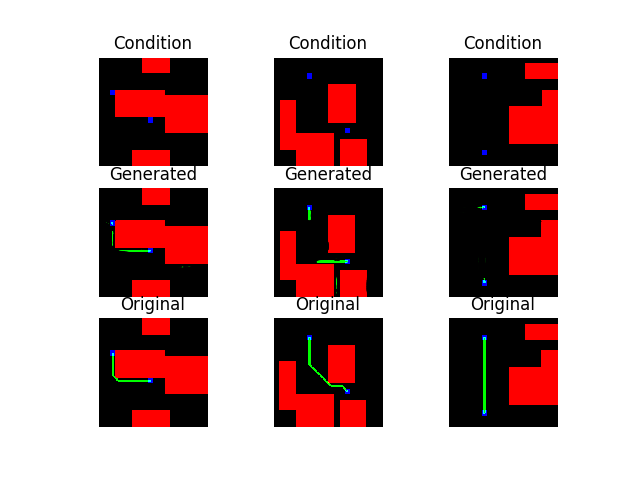 Condition Condition Condition
Generated Generated Generated
Original Original Original